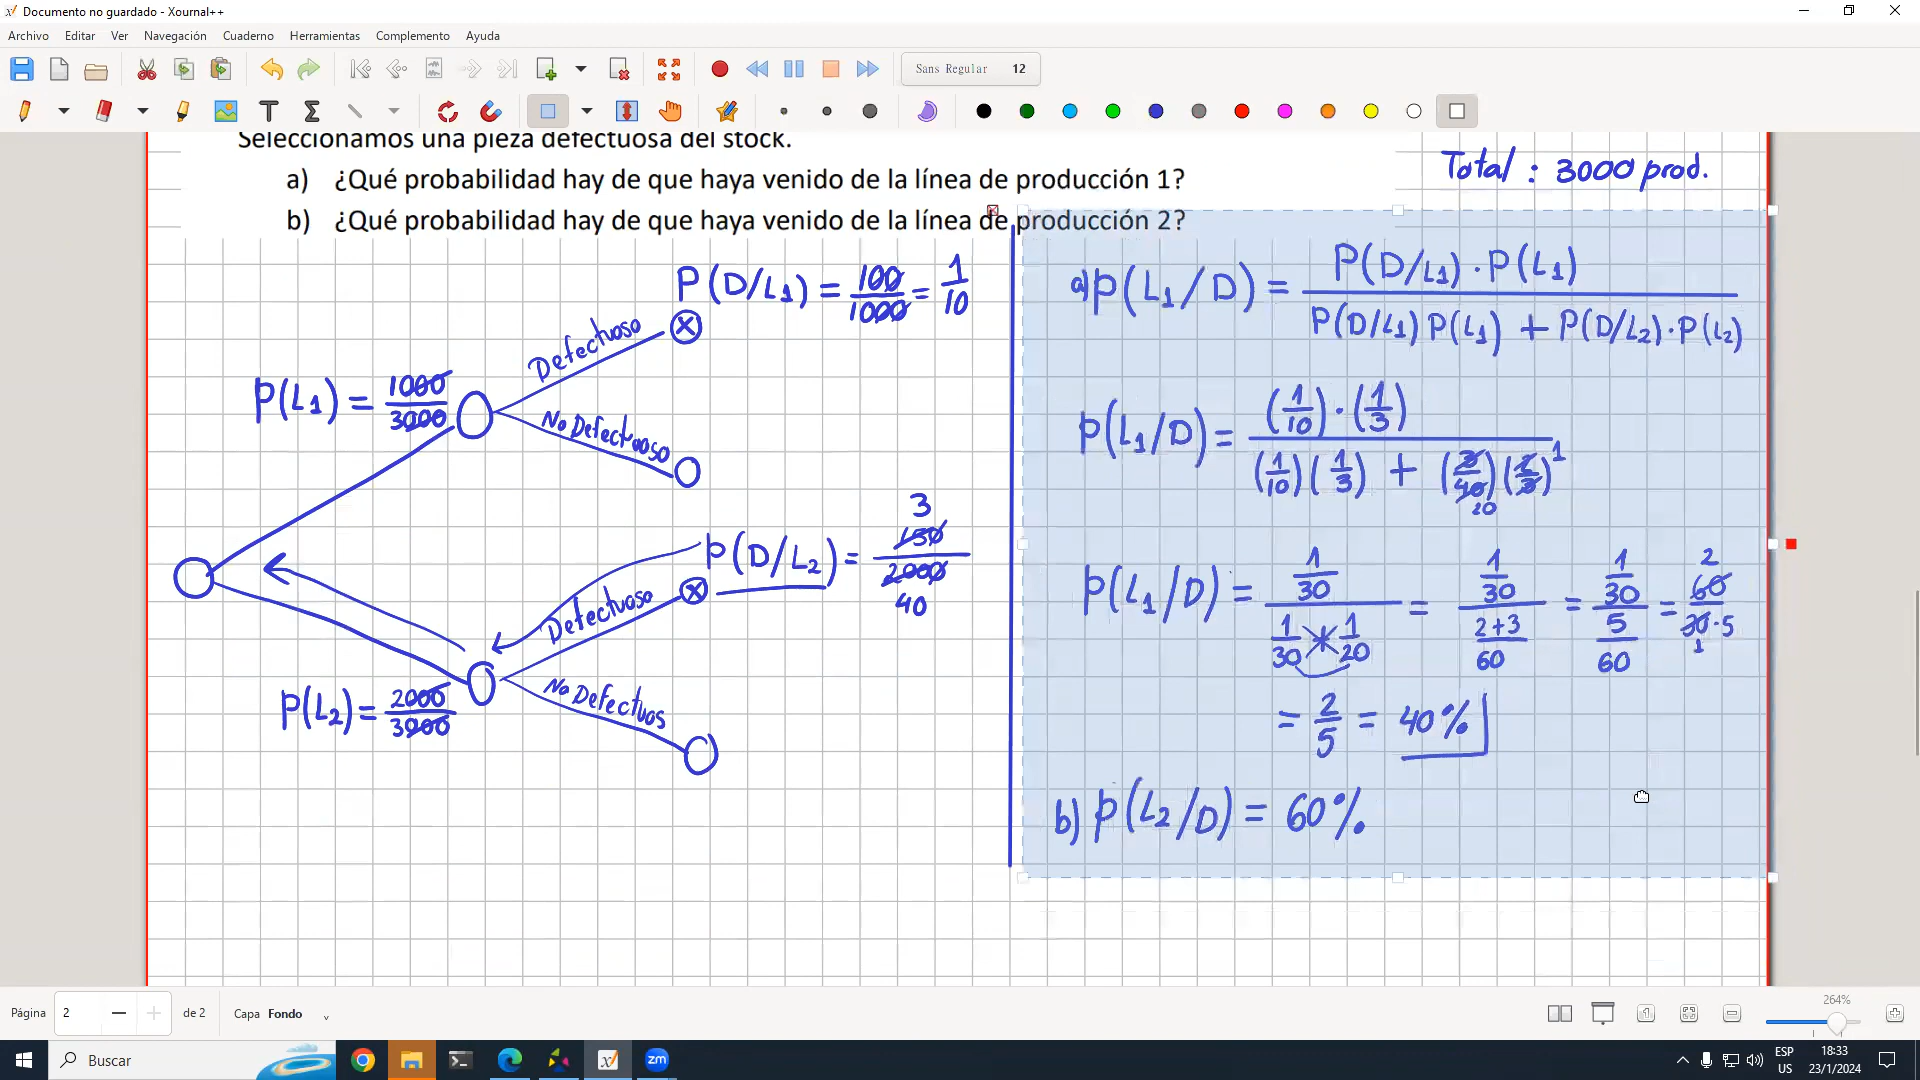 Documento no guardado - Xournal++
Archivo Editar Ver Navegación Cuaderno Herramientas Complemento Ayuda
Sans Regular 12
Seleccionamos una pieza defectuosa del stock.
a) ¿Qué probabilidad hay de que haya venido de la línea de producción 1?
b) ¿Qué probabilidad hay de que haya venido de la línea de producción 2?
Total : 3000 prod.
P(D/L1) = 100/1000 = 1/10
Defectuoso
No Defectuoso
P(L1) = 1000/3000
P(D/L2) = 150/2000
3
40
Defectuoso
No Defectuos
P(L2) = 2000/3000
a) P(L1/D) = P(D/L1) · P(L1) / P(D/L1) P(L1) + P(D/L2) · P(L2)
P(L1/D) = (1/10) · (1/3) / (1/10)(1/3) + (3/40)(2/3) 1
20
P(L1/D) = 1/30 / 1/30 + 1/20 = 1/30 / 2+3/60 = 1/30 / 5/60 = 60/30·5
2
1
= 2/5 = 40%
b) P(L2/D) = 60%
Página 2 de 2 Capa Fondo 264%
Buscar
zm
ESP
US
18:33
23/1/2024